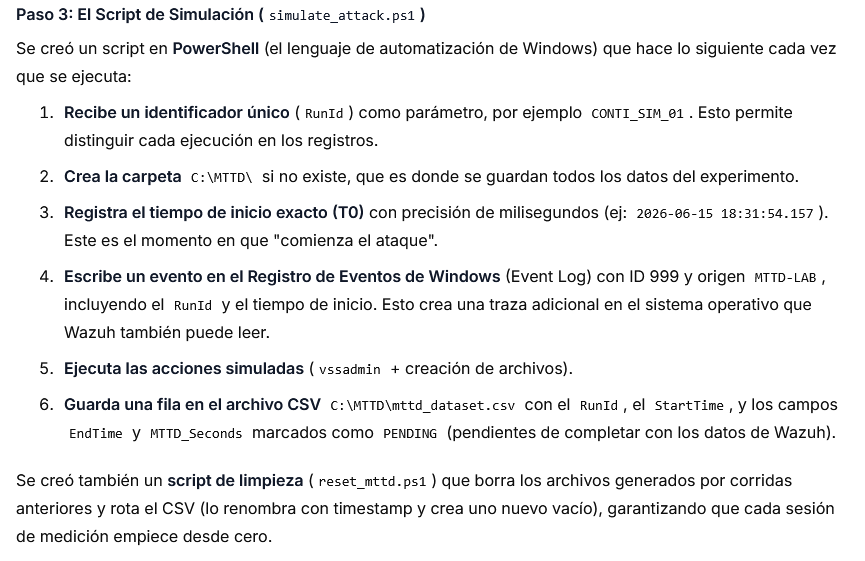 Paso 3: El Script de Simulación ( simulate_attack.ps1 )
Se creó un script en PowerShell (el lenguaje de automatización de Windows) que hace lo siguiente cada vez
que se ejecuta:
1. Recibe un identificador único ( RunId ) como parámetro, por ejemplo CONTI_SIM_01 . Esto permite
distinguir cada ejecución en los registros.
2. Crea la carpeta C:\MTTD\ si no existe, que es donde se guardan todos los datos del experimento.
3. Registra el tiempo de inicio exacto (T0) con precisión de milisegundos (ej: 2026-06-15 18:31:54.157 ).
Este es el momento en que "comienza el ataque".
4. Escribe un evento en el Registro de Eventos de Windows (Event Log) con ID 999 y origen MTTD-LAB ,
incluyendo el RunId y el tiempo de inicio. Esto crea una traza adicional en el sistema operativo que
Wazuh también puede leer.
5. Ejecuta las acciones simuladas ( vssadmin + creación de archivos).
6. Guarda una fila en el archivo CSV C:\MTTD\mttd_dataset.csv con el RunId , el StartTime , y los campos
EndTime y MTTD_Seconds marcados como PENDING (pendientes de completar con los datos de Wazuh).
Se creó también un script de limpieza ( reset_mttd.ps1 ) que borra los archivos generados por corridas
anteriores y rota el CSV (lo renombra con timestamp y crea uno nuevo vacío), garantizando que cada sesión
de medición empiece desde cero.